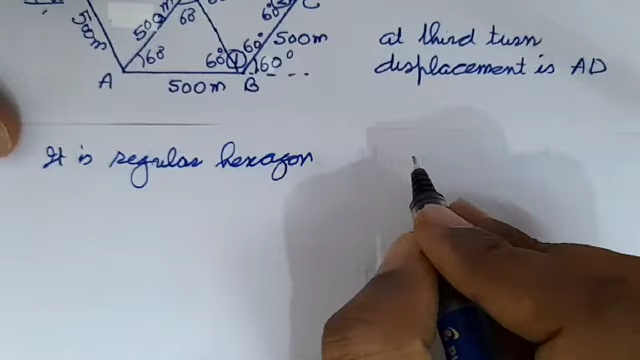 500m
500m
60°
60°
60°
60°
60°
1
60°
500m
C
A
500m
B
at third turn
displacement is AD
It is regular hexagon